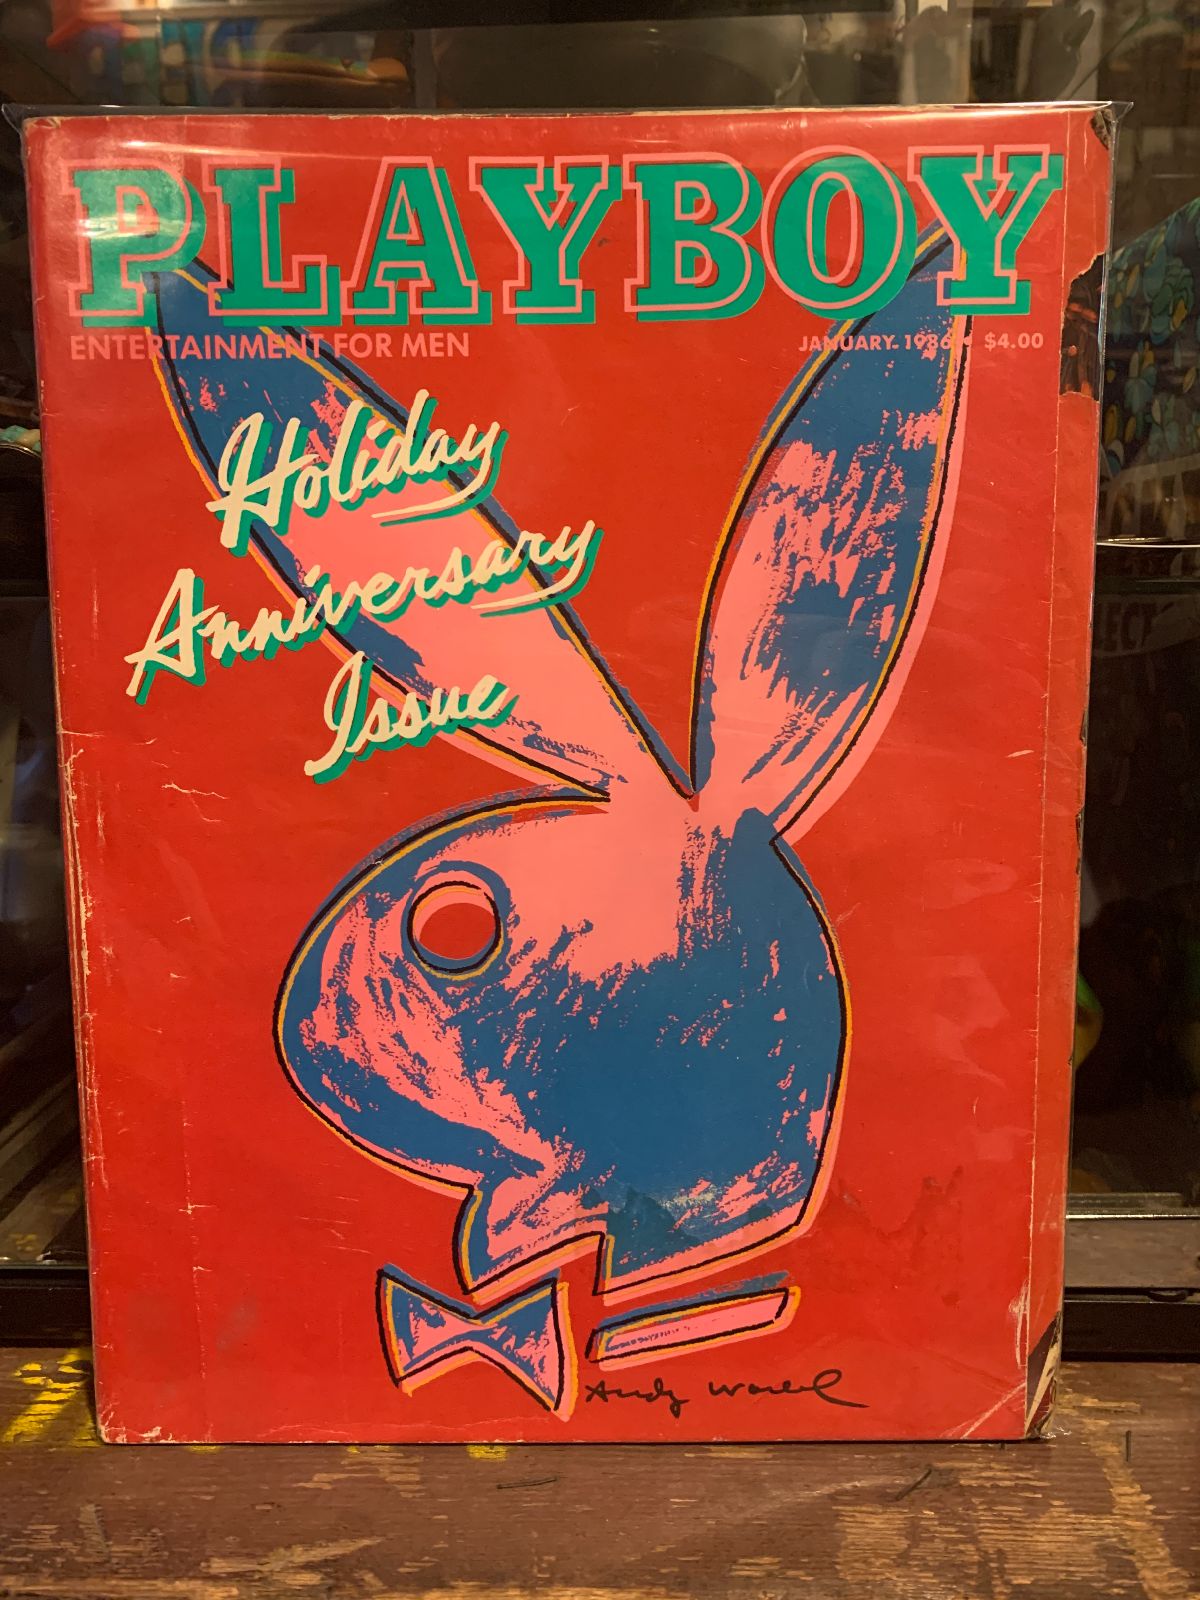 PLAYBOY
ENTERTAINMENT FOR MEN
JANUARY 1986 • $4.00
Holiday
Anniversary
Issue
Andy Warhol